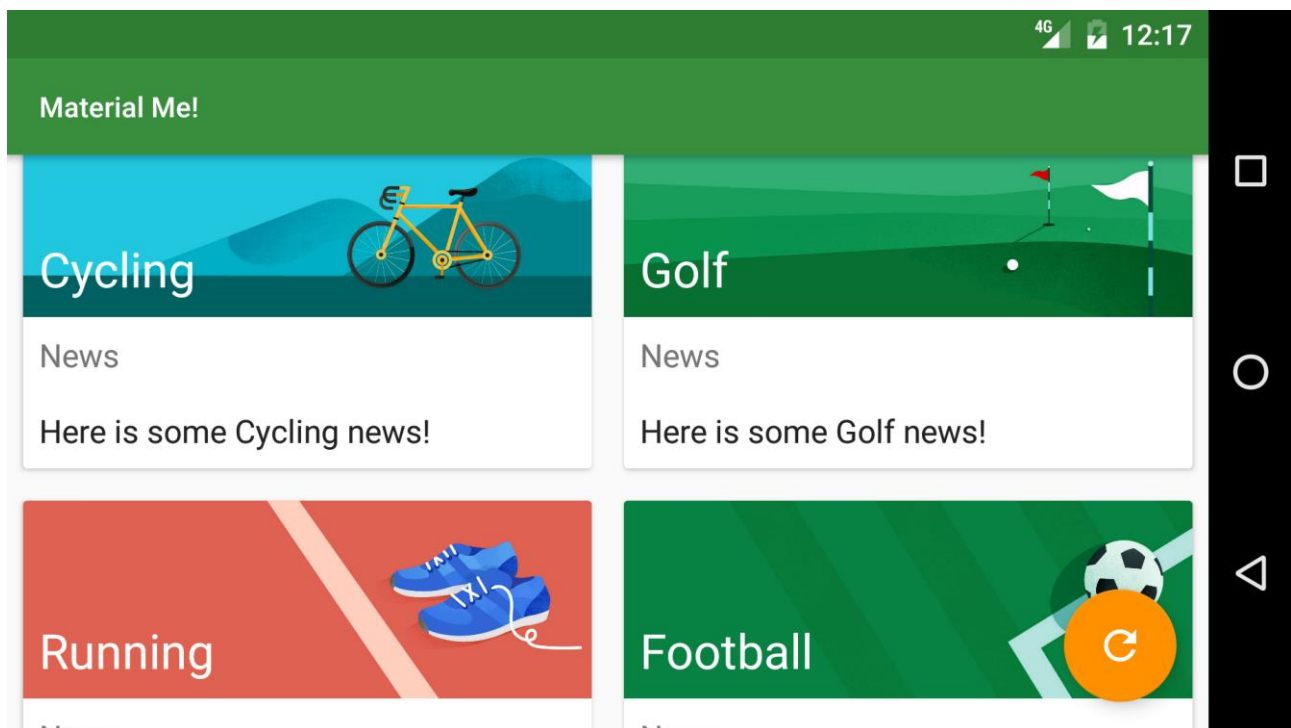 4G 12:17
Material Me!
Cycling
Golf
News
News
Here is some Cycling news!
Here is some Golf news!
Running
Football